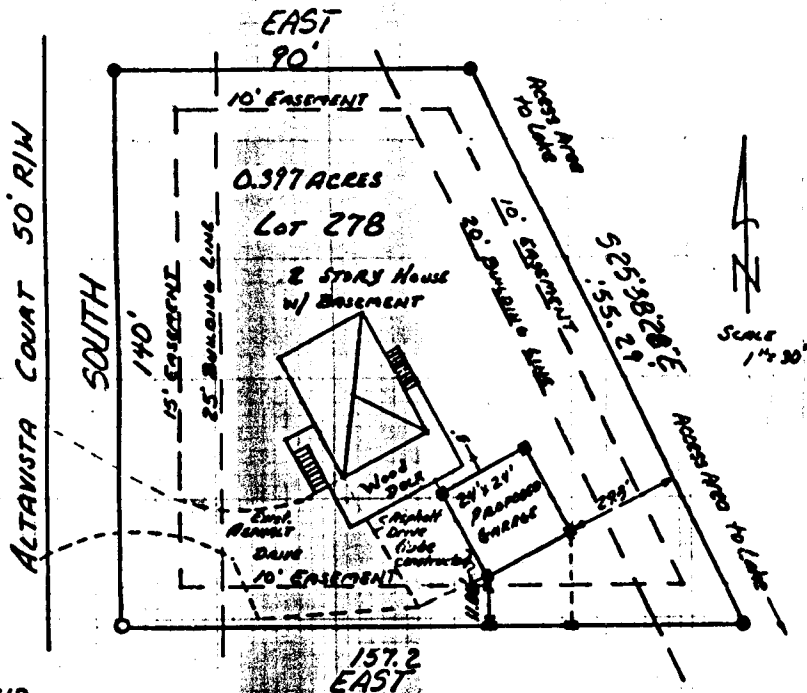 EAST
90'
10' EASEMENT
ACCESS AREA
TO LAKE
0.397 ACRES
LOT 278
2 STORY HOUSE
W/ BASEMENT
ALTAVISTA COURT 50' R/W
SOUTH
140'
15' EASEMENT
25' BUILDING LINE
20' BUILDING LINE
10' EASEMENT
S25°38'28"E
155.29
N
SCALE
1"=30'
WOOD
DECK
24'x24'
PROPOSED
GARAGE
29.5'
ACCESS AREA TO LAKE
ASPHALT
DRIVE
Asphalt
Drive
(to be
constructed
10' EASEMENT
157.2
EAST